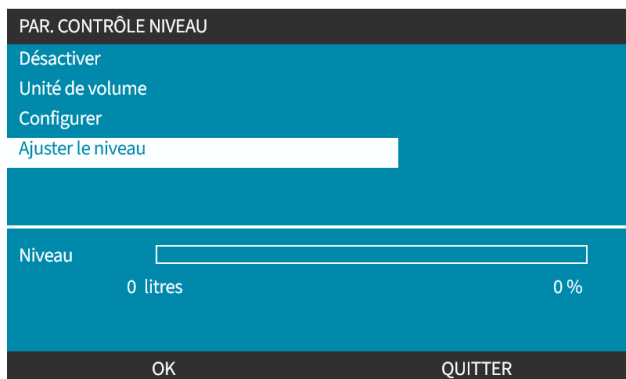 PAR. CONTRÔLE NIVEAU
Désactiver
Unité de volume
Configurer
Ajuster le niveau
Niveau
0 litres 0 %
OK QUITTER